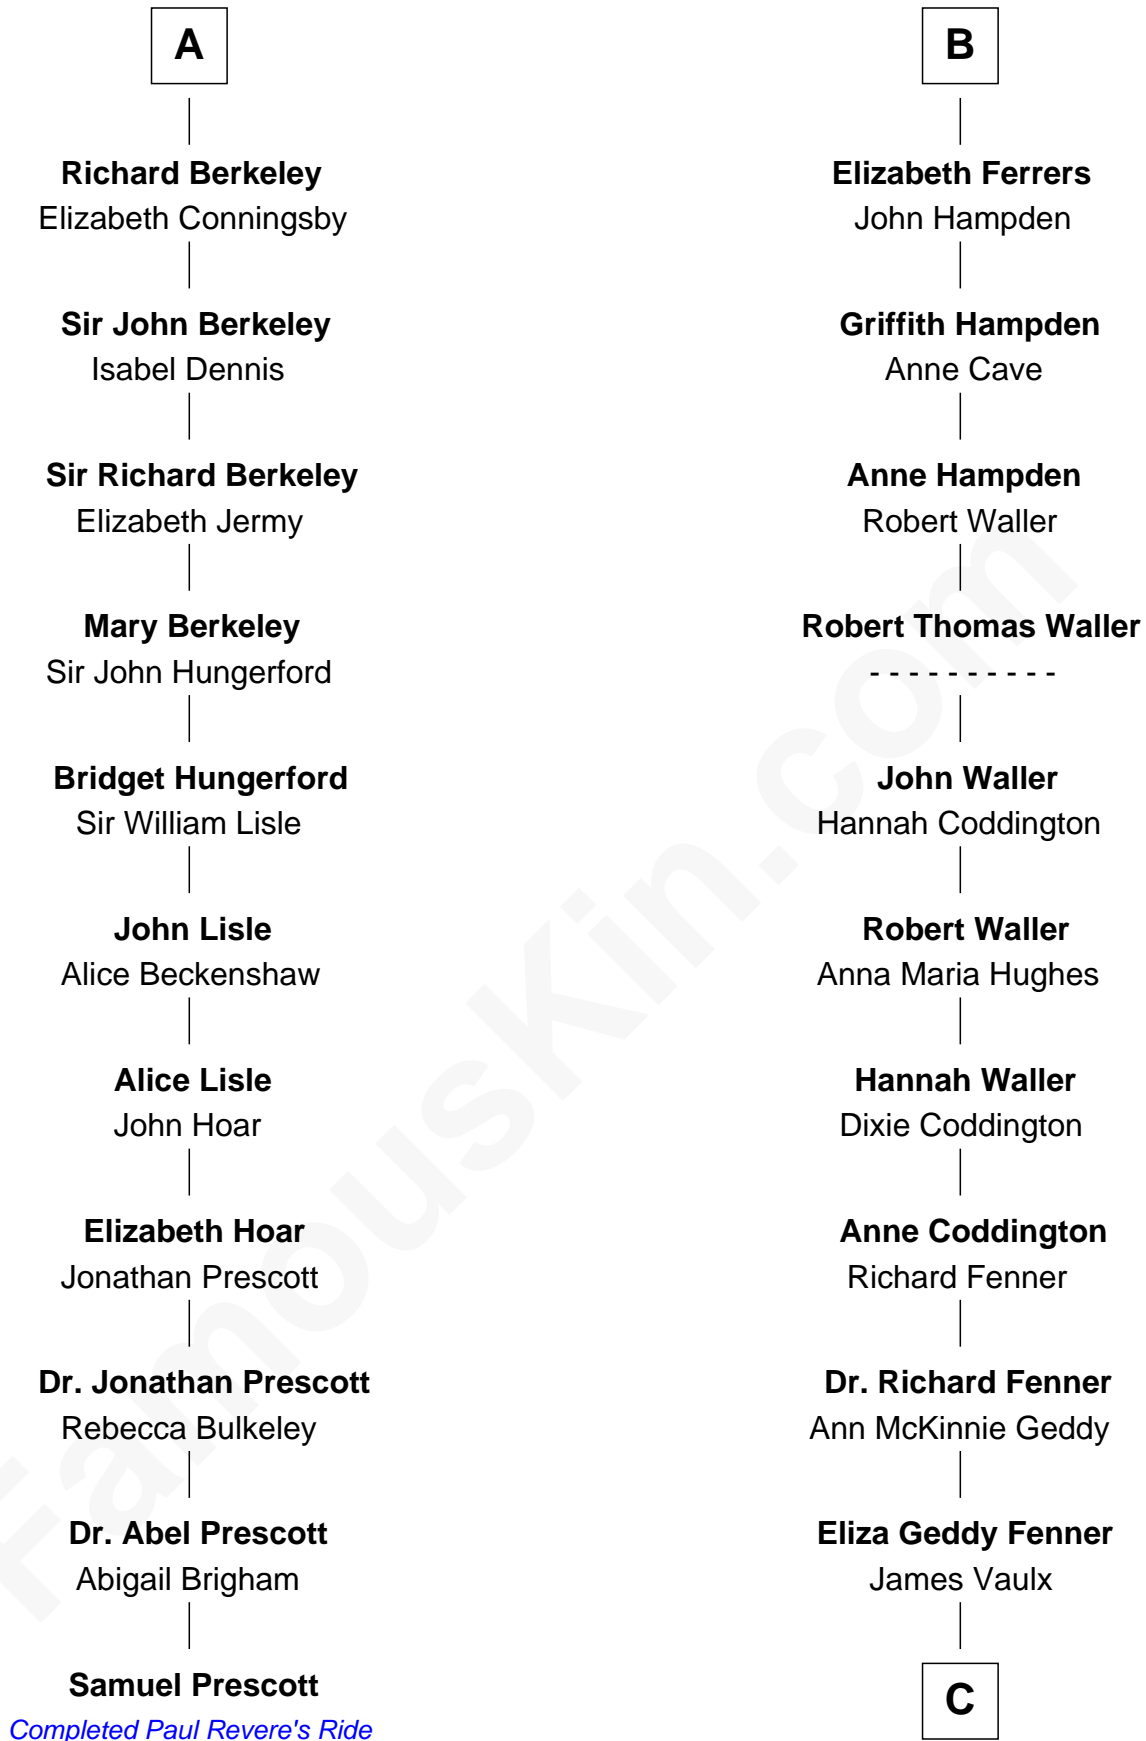 A
Richard Berkeley
Elizabeth Conningsby
Sir John Berkeley
Isabel Dennis
Sir Richard Berkeley
Elizabeth Jermy
Mary Berkeley
Sir John Hungerford
Bridget Hungerford
Sir William Lisle
John Lisle
Alice Beckenshaw
Alice Lisle
John Hoar
Elizabeth Hoar
Jonathan Prescott
Dr. Jonathan Prescott
Rebecca Bulkeley
Dr. Abel Prescott
Abigail Brigham
Samuel Prescott
Completed Paul Revere's Ride
B
Elizabeth Ferrers
John Hampden
Griffith Hampden
Anne Cave
Anne Hampden
Robert Waller
Robert Thomas Waller
- - - - - - - - - -
John Waller
Hannah Coddington
Robert Waller
Anna Maria Hughes
Hannah Waller
Dixie Coddington
Anne Coddington
Richard Fenner
Dr. Richard Fenner
Ann McKinnie Geddy
Eliza Geddy Fenner
James Vaulx
C
FamousKin.com